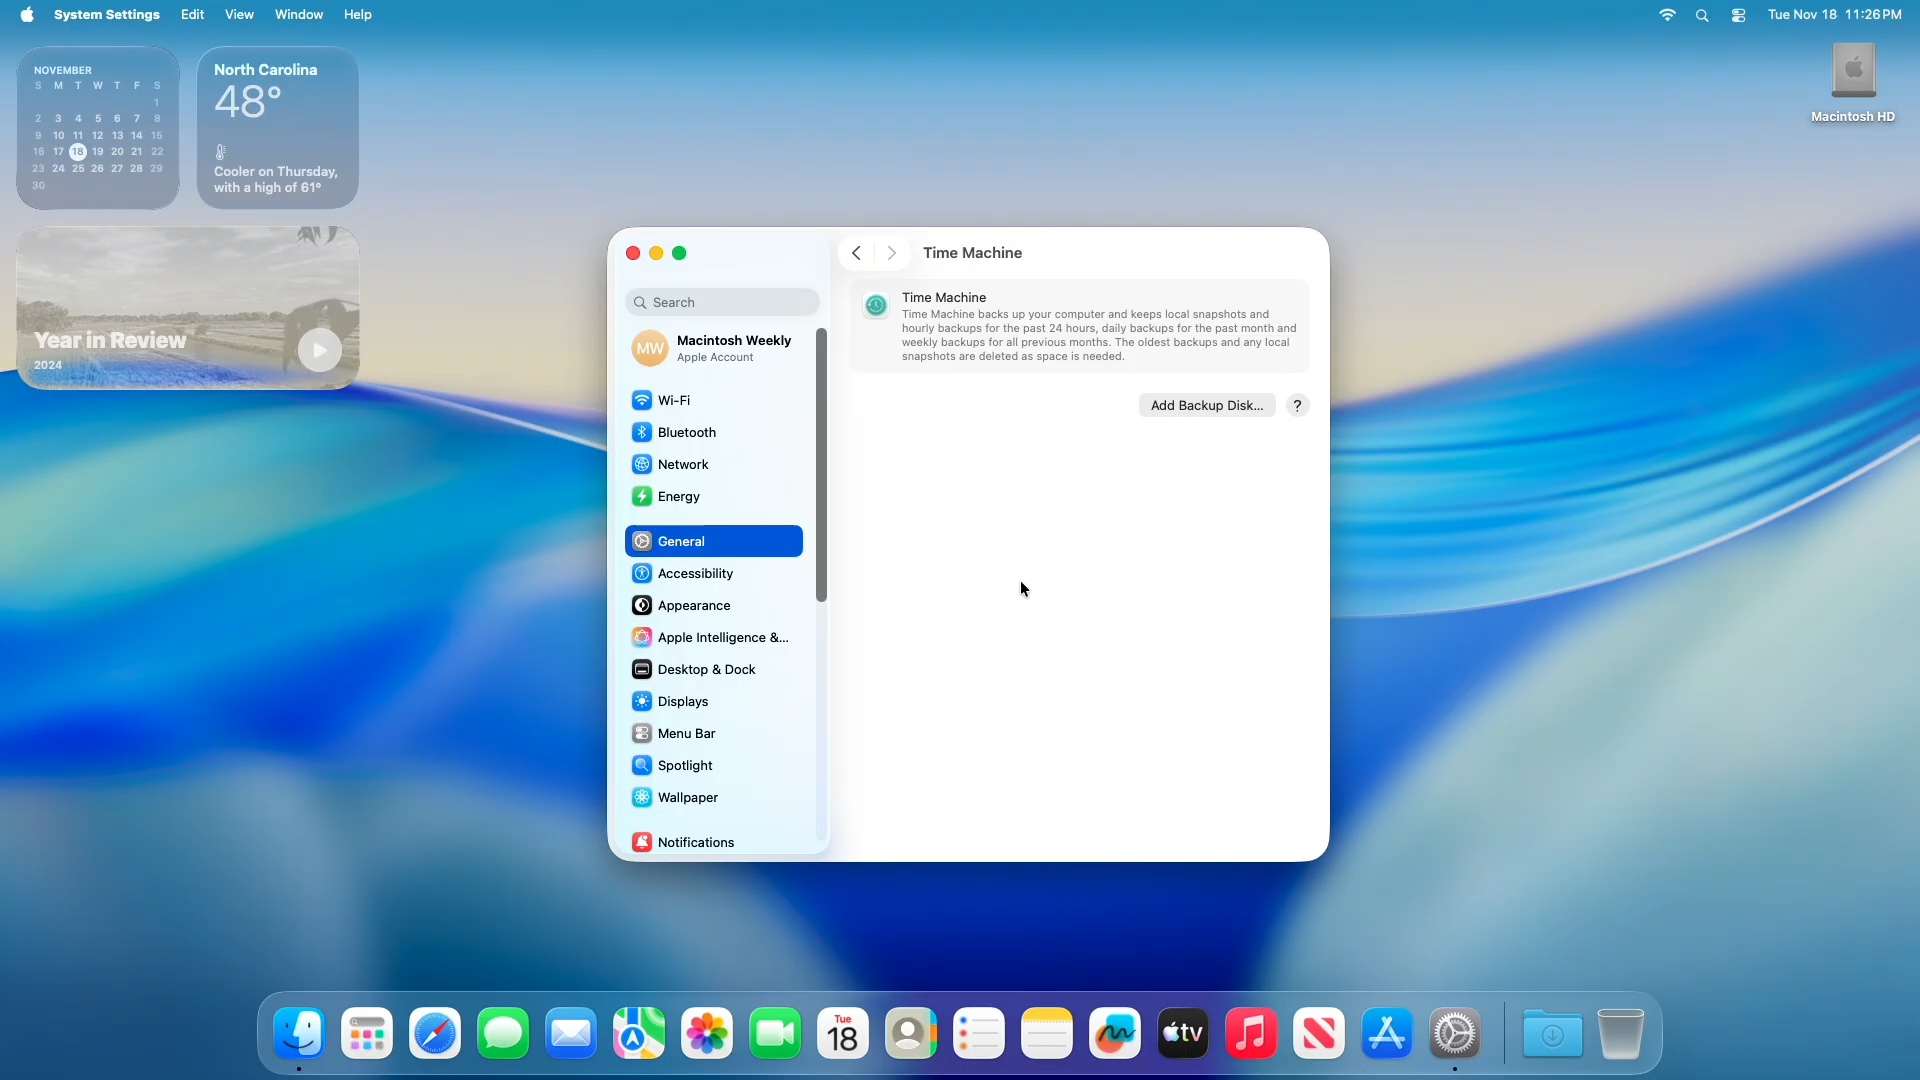 System Settings Edit View Window Help
Tue Nov 18 11:26 PM
NOVEMBER
S M T W T F S
1
2 3 4 5 6 7 8
9 10 11 12 13 14 15
16 17 18 19 20 21 22
23 24 25 26 27 28 29
30
North Carolina
48°
Cooler on Thursday,
with a high of 61°
Year in Review
2024
Macintosh HD
Search
MW
Macintosh Weekly
Apple Account
Wi-Fi
Bluetooth
Network
Energy
General
Accessibility
Appearance
Apple Intelligence &...
Desktop & Dock
Displays
Menu Bar
Spotlight
Wallpaper
Notifications
Time Machine
Time Machine
Time Machine backs up your computer and keeps local snapshots and
hourly backups for the past 24 hours, daily backups for the past month and
weekly backups for all previous months. The oldest backups and any local
snapshots are deleted as space is needed.
Add Backup Disk...
?
Tue
18
tv